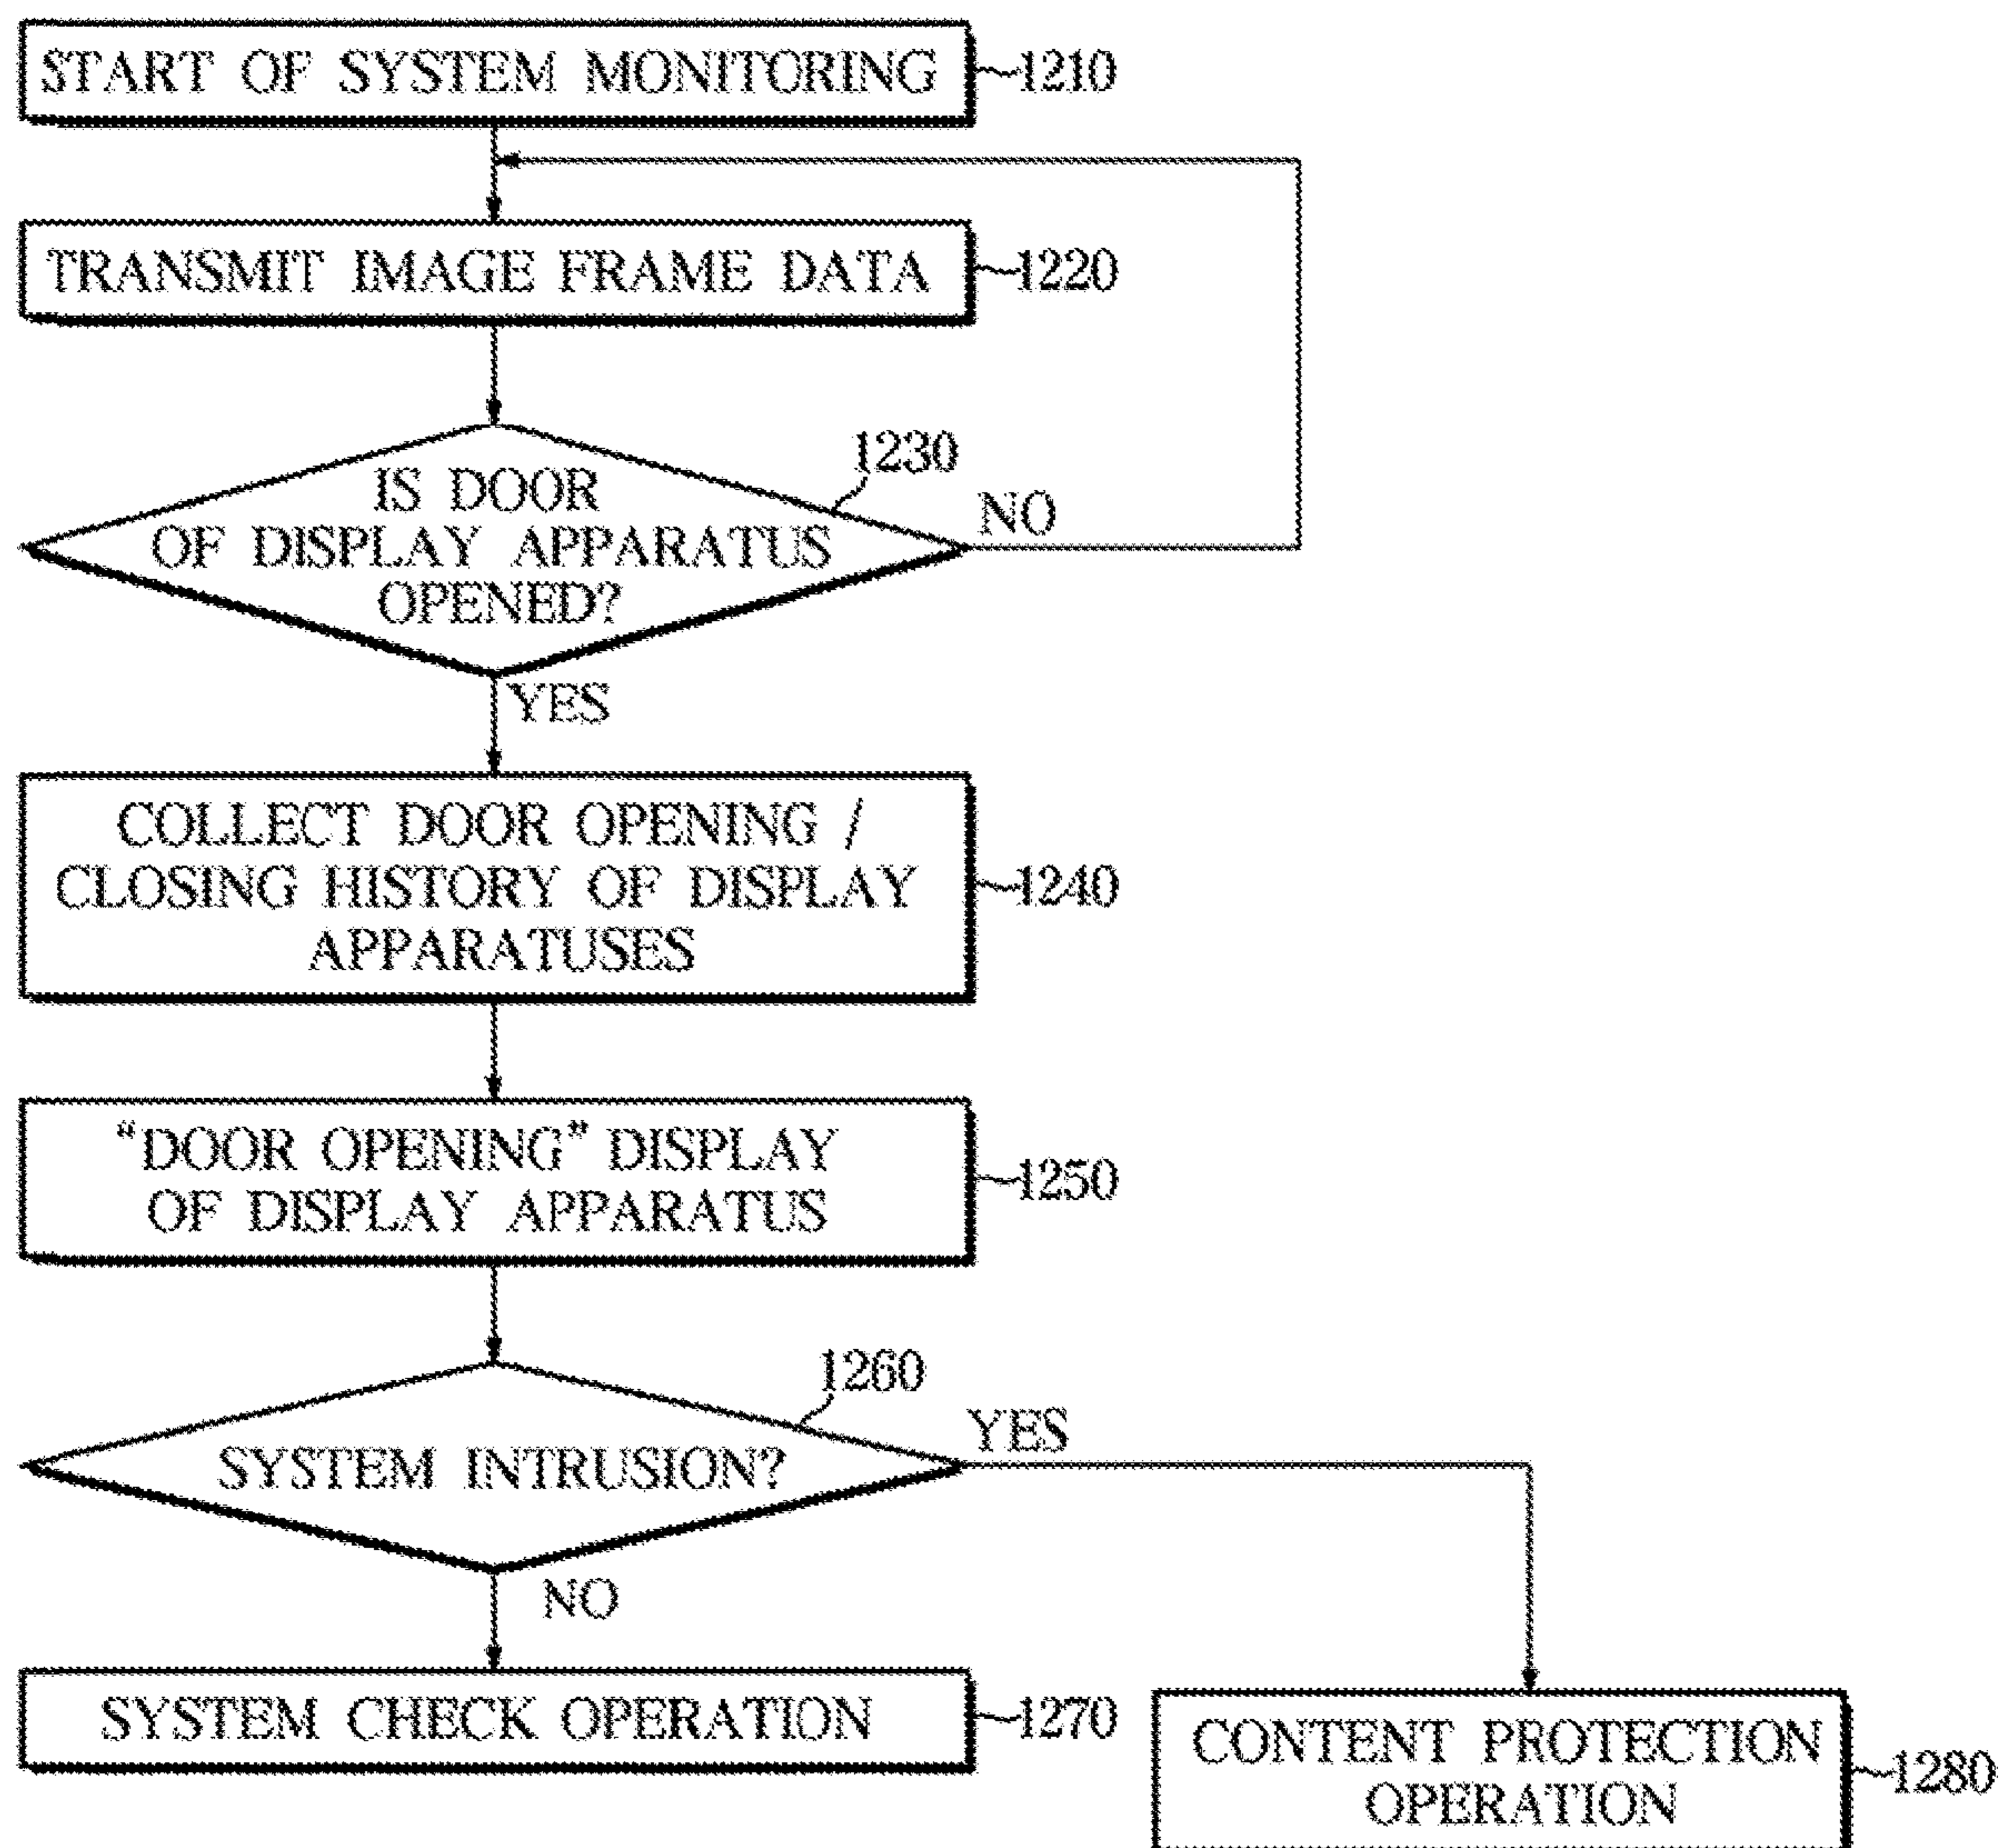 START OF SYSTEM MONITORING
1210
TRANSMIT IMAGE FRAME DATA
1220
1230
IS DOOR
OF DISPLAY APPARATUS
OPENED?
NO
YES
COLLECT DOOR OPENING /
CLOSING HISTORY OF DISPLAY
APPARATUSES
1240
“DOOR OPENING” DISPLAY
OF DISPLAY APPARATUS
1250
1260
SYSTEM INTRUSION?
YES
NO
SYSTEM CHECK OPERATION
1270
CONTENT PROTECTION
OPERATION
1280